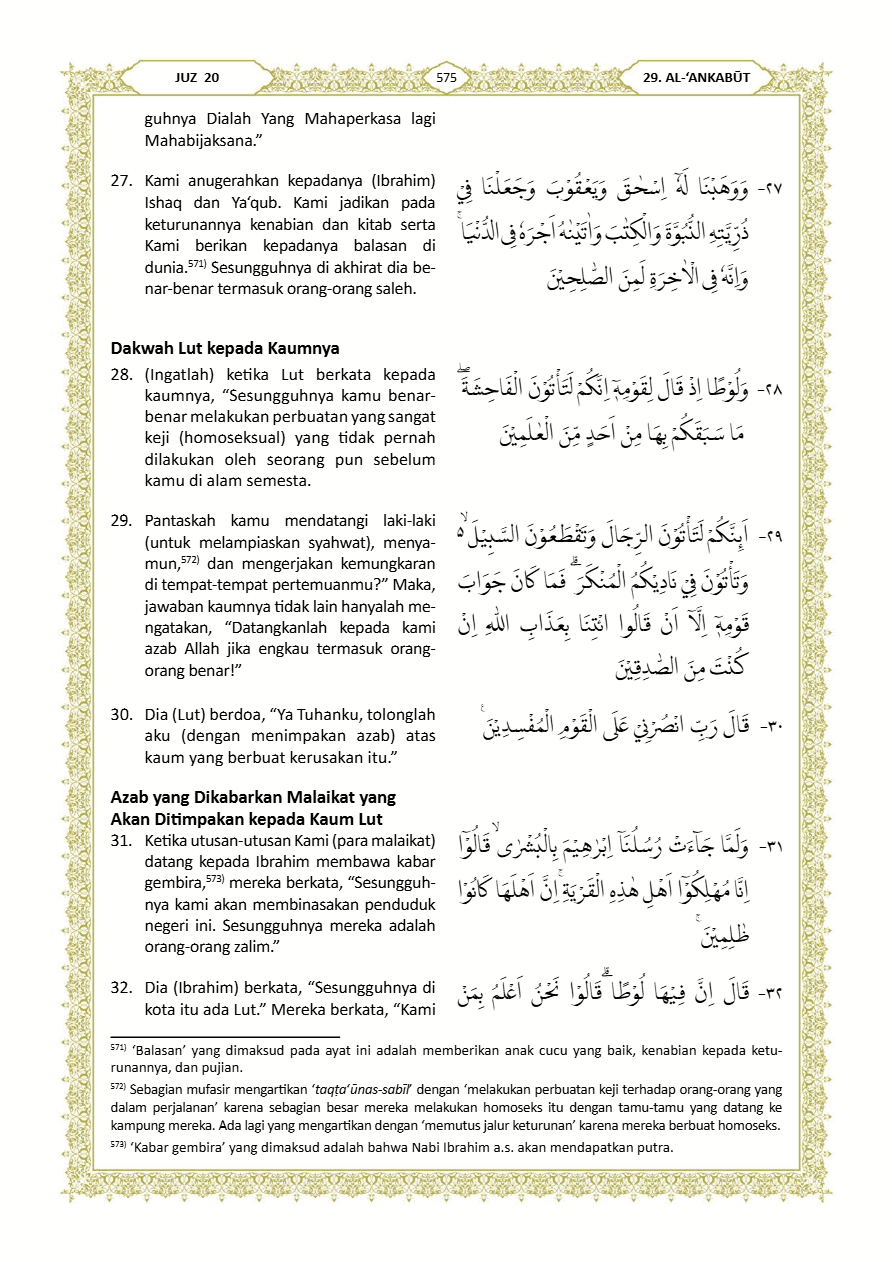 JUZ 20
575
29. AL-‘ANKABŪT
guhnya Dialah Yang Mahaperkasa lagi
Mahabijaksana.”
27. Kami anugerahkan kepadanya (Ibrahim)
Ishaq dan Ya‘qub. Kami jadikan pada
keturunannya kenabian dan kitab serta
Kami berikan kepadanya balasan di
dunia.571) Sesungguhnya di akhirat dia be-
nar-benar termasuk orang-orang saleh.
٢٧- وَوَهَبْنَا لَهٗٓ اِسْحٰقَ وَيَعْقُوْبَ وَجَعَلْنَا فِيْ
ذُرِّيَّتِهِ النُّبُوَّةَ وَالْكِتٰبَ وَاٰتَيْنٰهُ اَجْرَهٗ فِى الدُّنْيَاۚ
وَاِنَّهٗ فِى الْاٰخِرَةِ لَمِنَ الصّٰلِحِيْنَ
Dakwah Lut kepada Kaumnya
28. (Ingatlah) ketika Lut berkata kepada
kaumnya, “Sesungguhnya kamu benar-
benar melakukan perbuatan yang sangat
keji (homoseksual) yang tidak pernah
dilakukan oleh seorang pun sebelum
kamu di alam semesta.
٢٨- وَلُوْطًا اِذْ قَالَ لِقَوْمِهٖٓ اِنَّكُمْ لَتَأْتُوْنَ الْفَاحِشَةَ ۖ
مَا سَبَقَكُمْ بِهَا مِنْ اَحَدٍ مِّنَ الْعٰلَمِيْنَ
29. Pantaskah kamu mendatangi laki-laki
(untuk melampiaskan syahwat), menya-
mun,572) dan mengerjakan kemungkaran
di tempat-tempat pertemuanmu?” Maka,
jawaban kaumnya tidak lain hanyalah me-
ngatakan, “Datangkanlah kepada kami
azab Allah jika engkau termasuk orang-
orang benar!”
٢٩- اَىِٕنَّكُمْ لَتَأْتُوْنَ الرِّجَالَ وَتَقْطَعُوْنَ السَّبِيْلَ ەۙ
وَتَأْتُوْنَ فِيْ نَادِيْكُمُ الْمُنْكَرَ ۗ فَمَا كَانَ جَوَابَ
قَوْمِهٖٓ اِلَّآ اَنْ قَالُوا ائْتِنَا بِعَذَابِ اللّٰهِ اِنْ
كُنْتَ مِنَ الصّٰدِقِيْنَ
30. Dia (Lut) berdoa, “Ya Tuhanku, tolonglah
aku (dengan menimpakan azab) atas
kaum yang berbuat kerusakan itu.”
٣٠- قَالَ رَبِّ انْصُرْنِيْ عَلَى الْقَوْمِ الْمُفْسِدِيْنَ ۚ
Azab yang Dikabarkan Malaikat yang
Akan Ditimpakan kepada Kaum Lut
31. Ketika utusan-utusan Kami (para malaikat)
datang kepada Ibrahim membawa kabar
gembira,573) mereka berkata, “Sesungguh-
nya kami akan membinasakan penduduk
negeri ini. Sesungguhnya mereka adalah
orang-orang zalim.”
٣١- وَلَمَّا جَاۤءَتْ رُسُلُنَآ اِبْرٰهِيْمَ بِالْبُشْرٰىۙ قَالُوْٓا
اِنَّا مُهْلِكُوْٓا اَهْلِ هٰذِهِ الْقَرْيَةِ ۚاِنَّ اَهْلَهَا كَانُوْا
ظٰلِمِيْنَ ۚ
32. Dia (Ibrahim) berkata, “Sesungguhnya di
kota itu ada Lut.” Mereka berkata, “Kami
٣٢- قَالَ اِنَّ فِيْهَا لُوْطًا ۗ قَالُوْا نَحْنُ اَعْلَمُ بِمَنْ
571) ‘Balasan’ yang dimaksud pada ayat ini adalah memberikan anak cucu yang baik, kenabian kepada ketu-
runannya, dan pujian.
572) Sebagian mufasir mengartikan ‘taqṭa‘ūnas-sabīl’ dengan ‘melakukan perbuatan keji terhadap orang-orang yang
dalam perjalanan’ karena sebagian besar mereka melakukan homoseks itu dengan tamu-tamu yang datang ke
kampung mereka. Ada lagi yang mengartikan dengan ‘memutus jalur keturunan’ karena mereka berbuat homoseks.
573) ‘Kabar gembira’ yang dimaksud adalah bahwa Nabi Ibrahim a.s. akan mendapatkan putra.